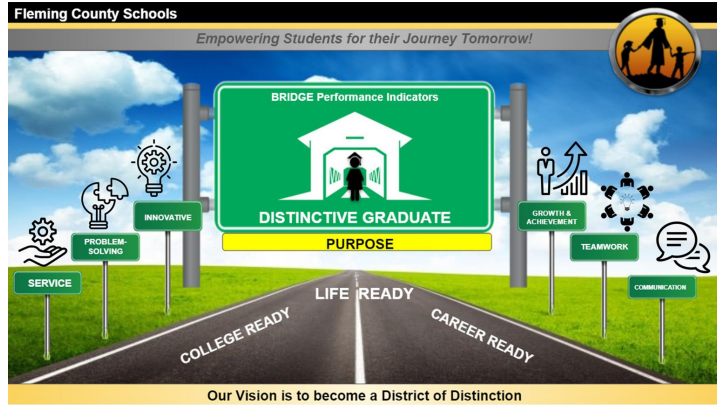 Fleming County Schools
Empowering Students for their Journey Tomorrow!
BRIDGE Performance Indicators
DISTINCTIVE GRADUATE
PURPOSE
SERVICE
PROBLEM-
SOLVING
INNOVATIVE
GROWTH &
ACHIEVEMENT
TEAMWORK
COMMUNICATION
LIFE READY
COLLEGE READY
CAREER READY
Our Vision is to become a District of Distinction